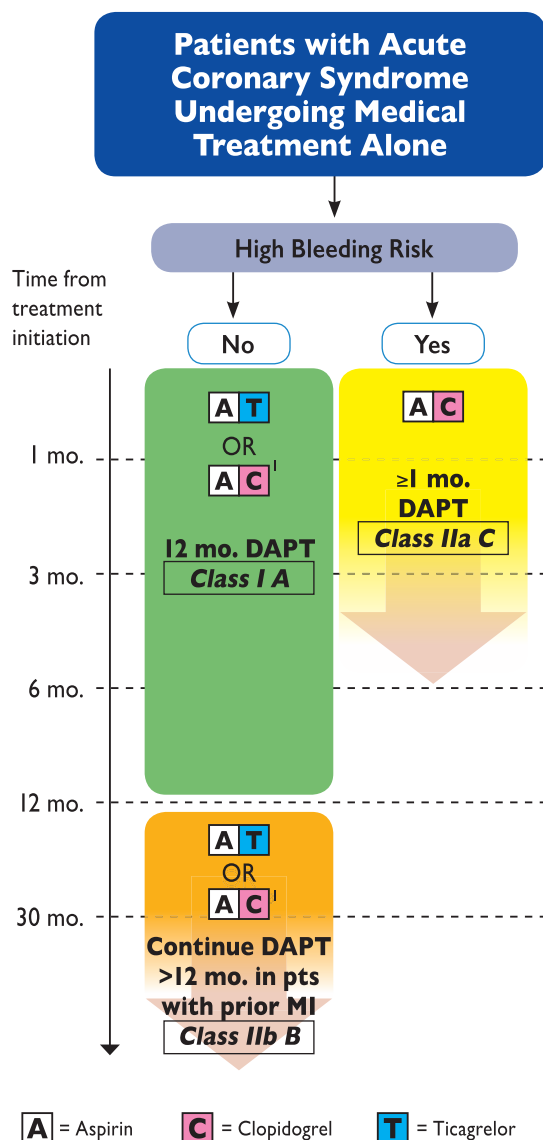 Patients with Acute
Coronary Syndrome
Undergoing Medical
Treatment Alone
High Bleeding Risk
Time from
treatment
initiation
No
Yes
A T
OR
A C 1
12 mo. DAPT
Class I A
A C
≥1 mo.
DAPT
Class IIa C
1 mo.
3 mo.
6 mo.
12 mo.
30 mo.
A T
OR
A C 1
Continue DAPT
>12 mo. in pts
with prior MI
Class IIb B
A = Aspirin
C = Clopidogrel
T = Ticagrelor